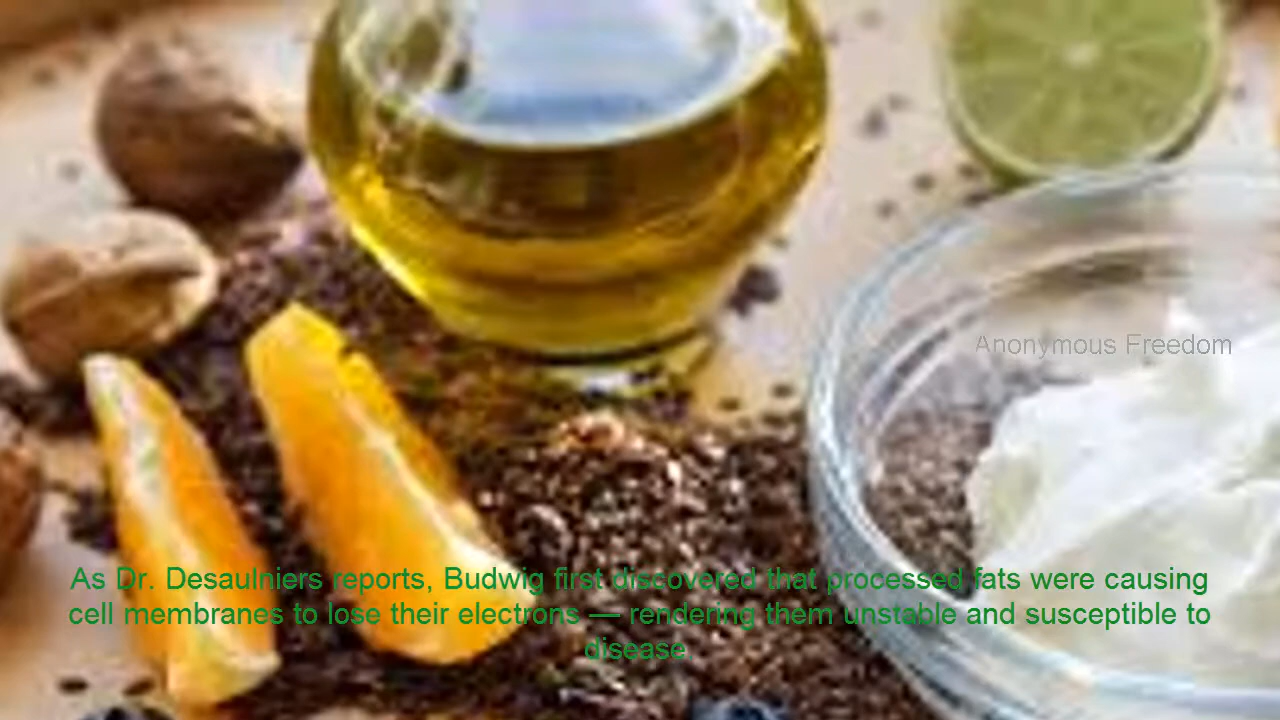 Anonymous Freedom
As Dr. Desaulniers reports, Budwig first discovered that processed fats were causing
cell membranes to lose their electrons — rendering them unstable and susceptible to
disease.